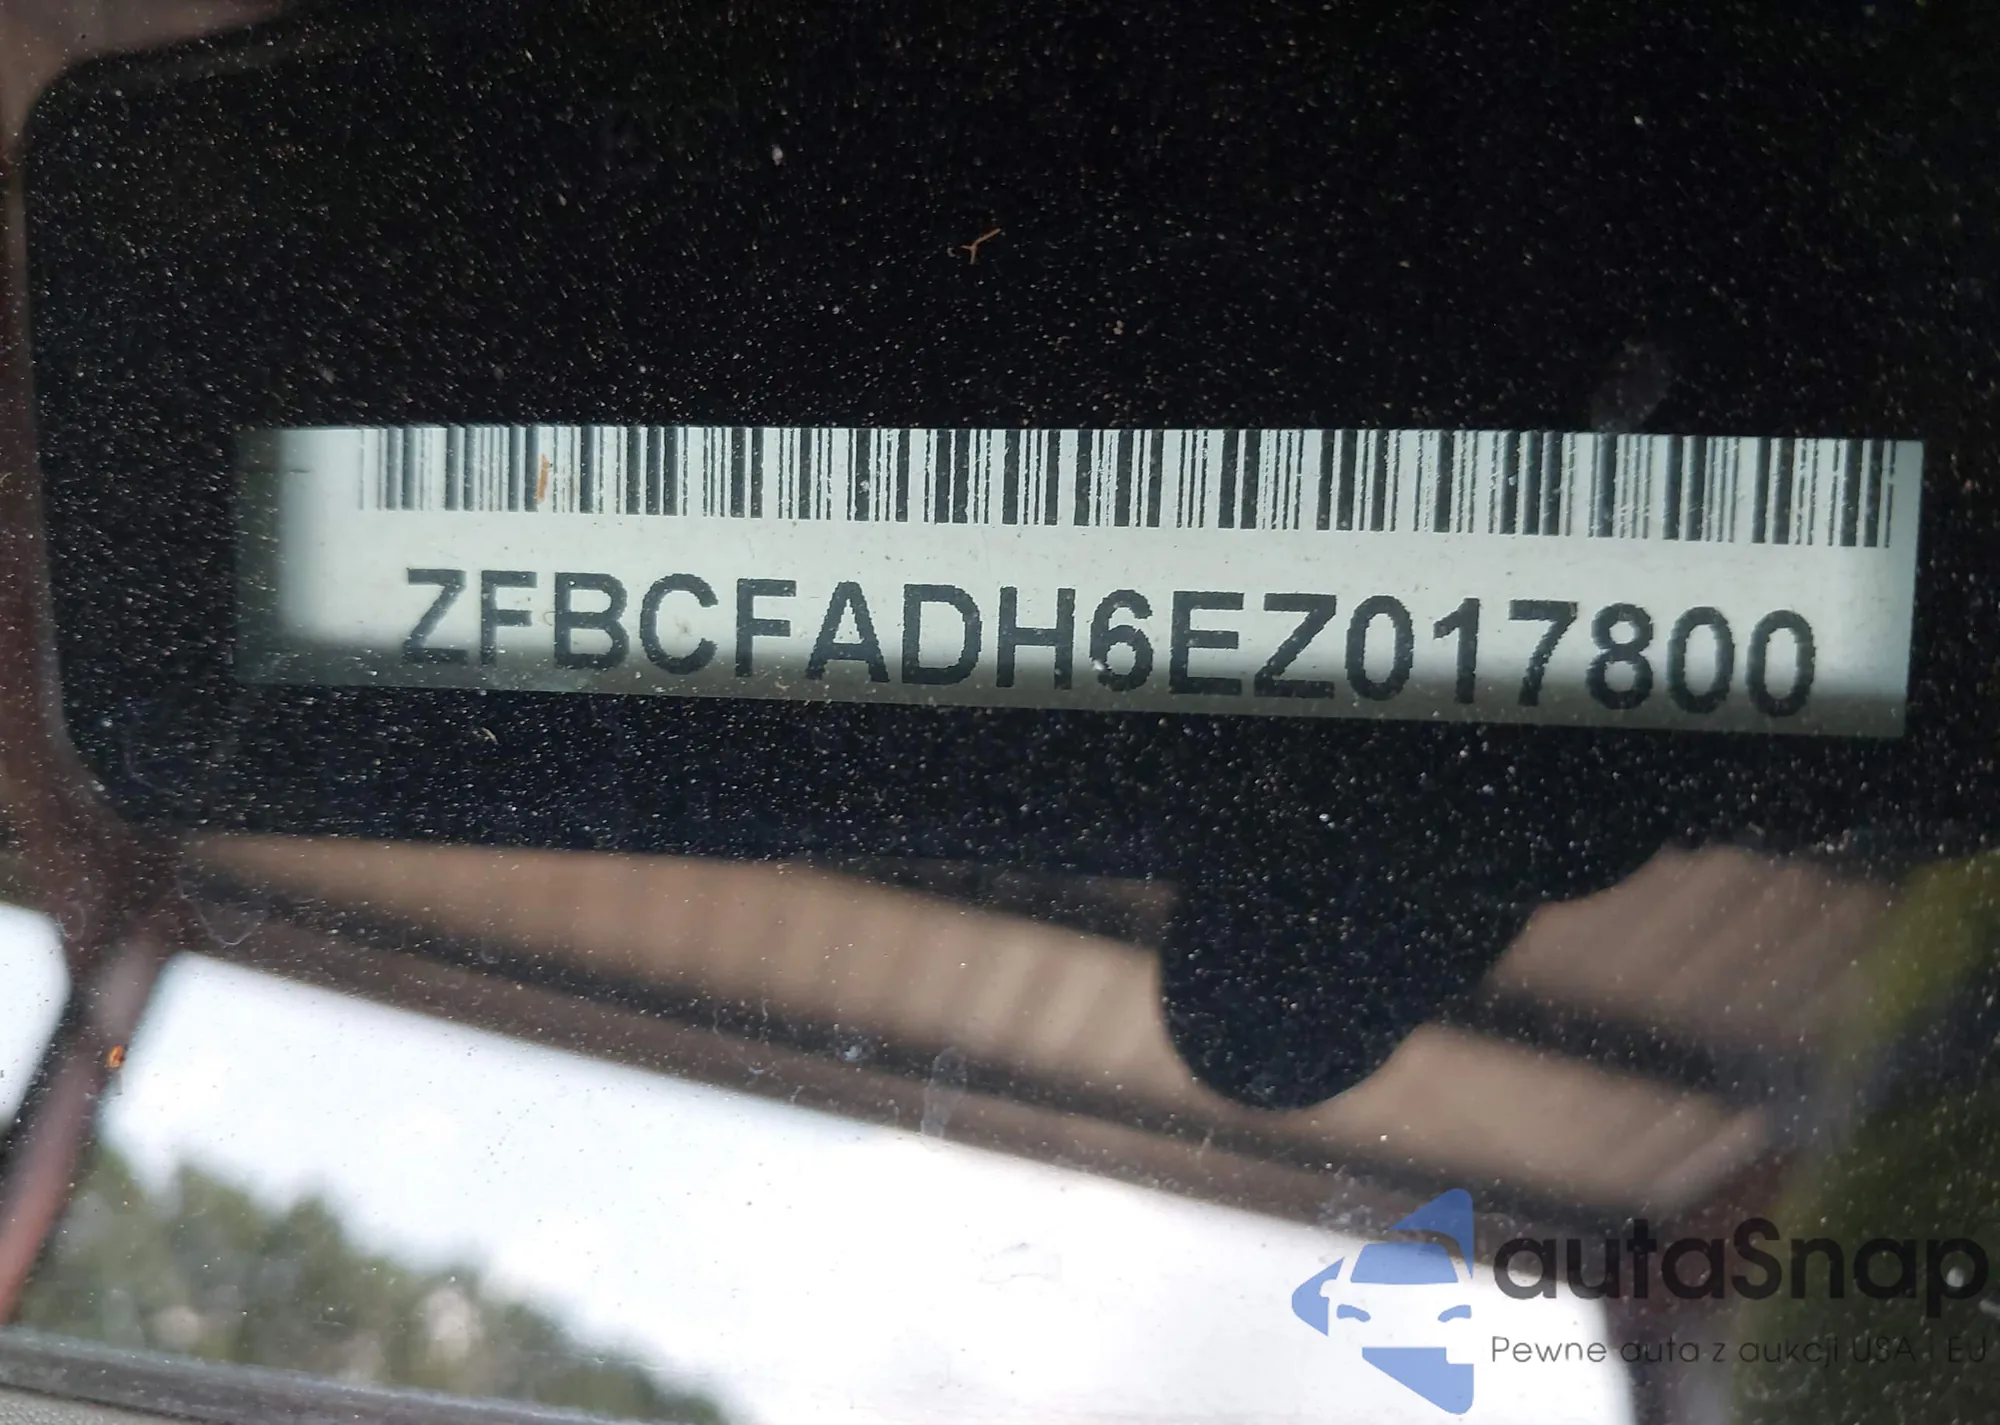 ZFBCFADH6EZ017800
autaSnap
Pewne auta z aukcji USA i EU